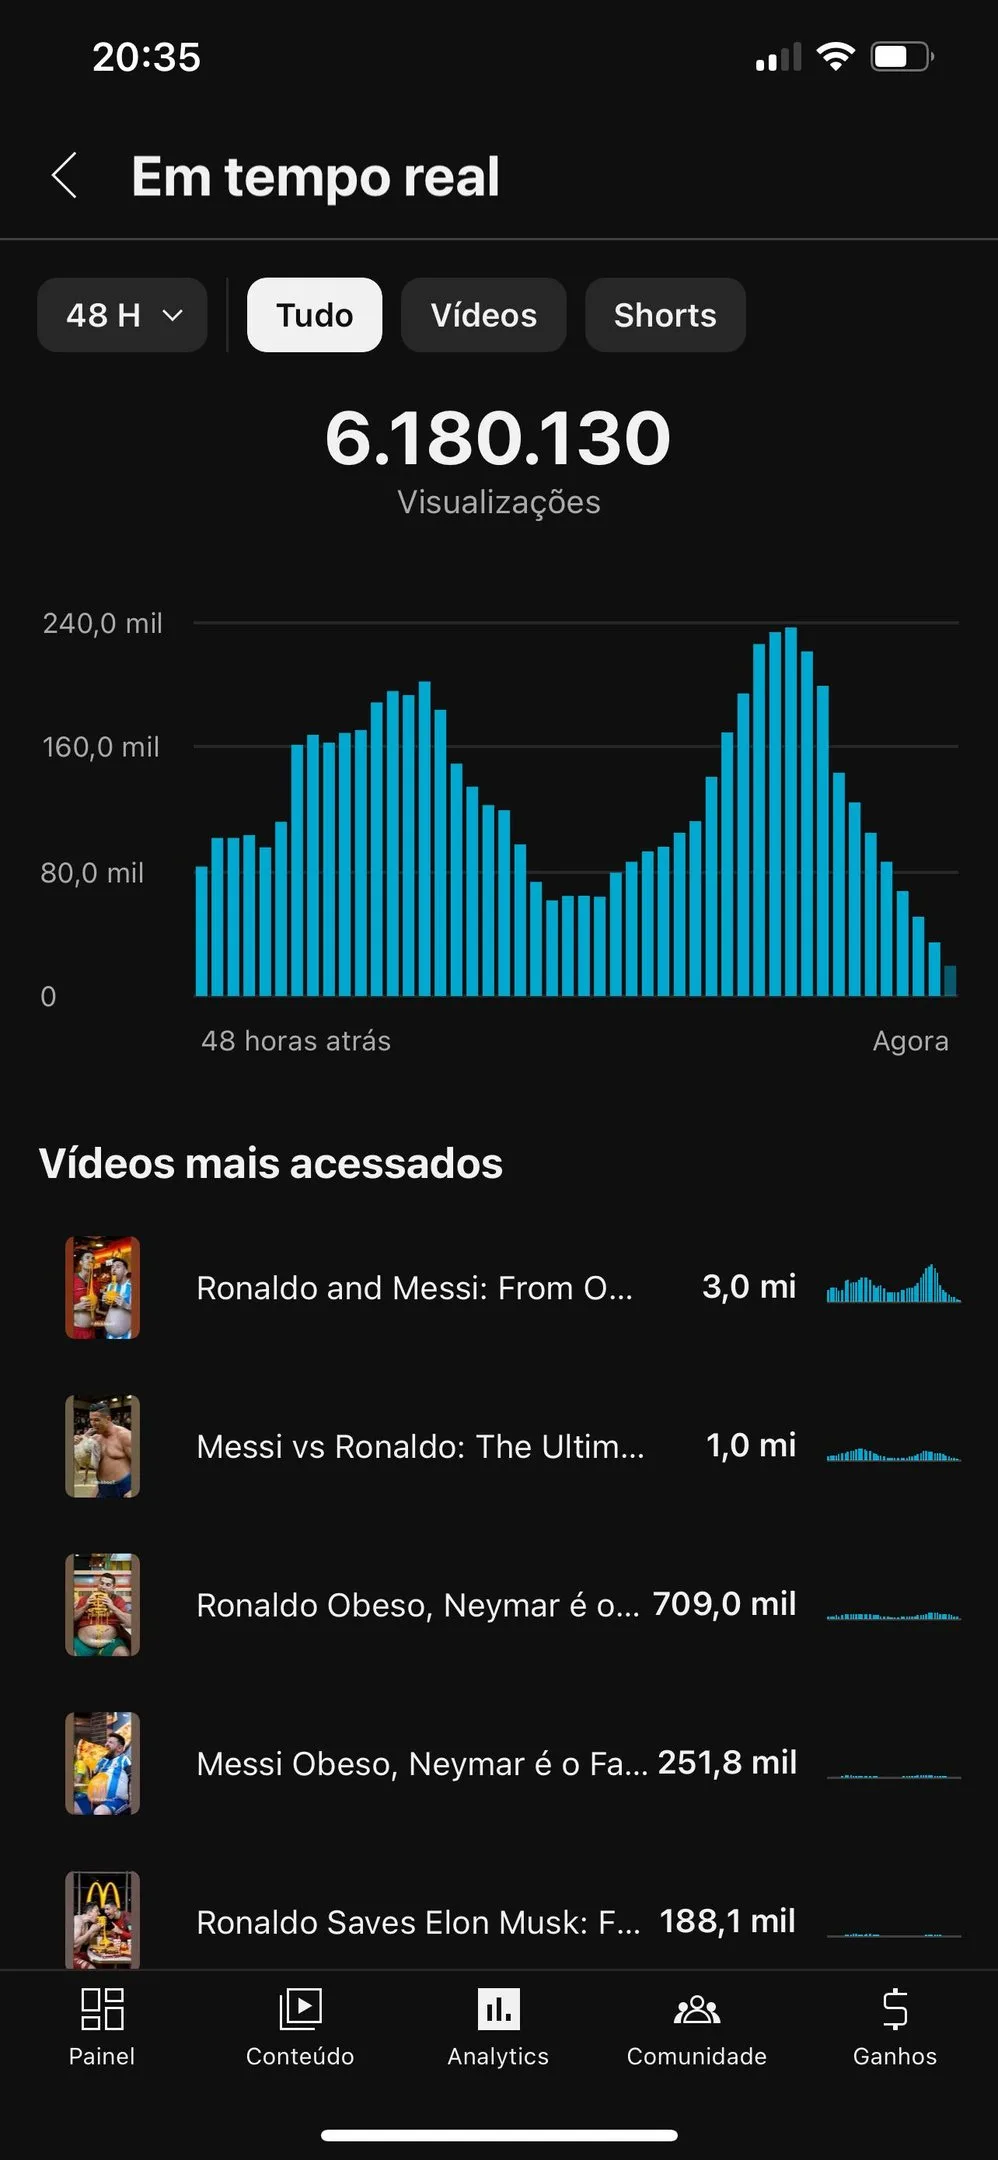 20:35
Em tempo real
48 H
Tudo
Vídeos
Shorts
6.180.130
Visualizações
240,0 mil
160,0 mil
80,0 mil
0
48 horas atrás
Agora
Vídeos mais acessados
Ronaldo and Messi: From O... 3,0 mi
Messi vs Ronaldo: The Ultim... 1,0 mi
Ronaldo Obeso, Neymar é o... 709,0 mil
Messi Obeso, Neymar é o Fa... 251,8 mil
Ronaldo Saves Elon Musk: F... 188,1 mil
Painel
Conteúdo
Analytics
Comunidade
Ganhos